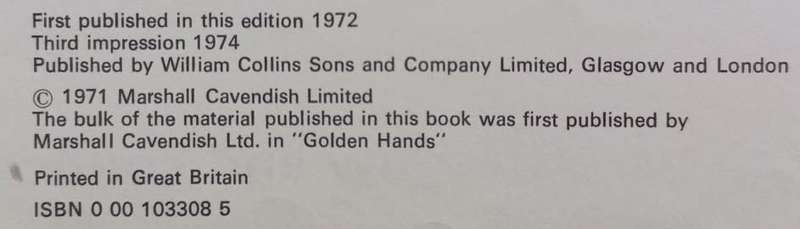 First published in this edition 1972
Third impression 1974
Published by William Collins Sons and Company Limited, Glasgow and London
© 1971 Marshall Cavendish Limited
The bulk of the material published in this book was first published by
Marshall Cavendish Ltd. in "Golden Hands"
Printed in Great Britain
ISBN 0 00 103308 5